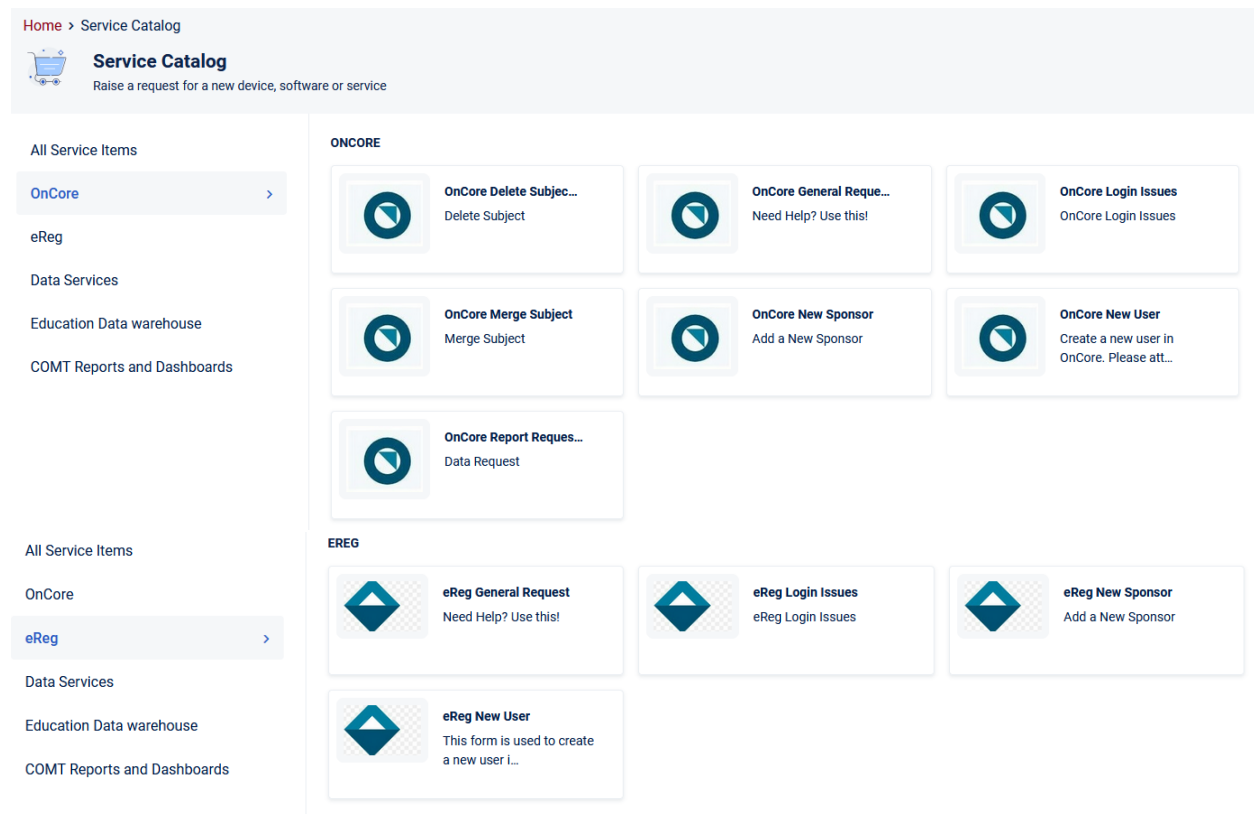 Home > Service Catalog
Service Catalog
Raise a request for a new device, software or service
All Service Items
OnCore
eReg
Data Services
Education Data warehouse
COMT Reports and Dashboards
ONCORE
OnCore Delete Subjec...
Delete Subject
OnCore General Reque...
Need Help? Use this!
OnCore Login Issues
OnCore Login Issues
OnCore Merge Subject
Merge Subject
OnCore New Sponsor
Add a New Sponsor
OnCore New User
Create a new user in
OnCore. Please att...
OnCore Report Reques...
Data Request
All Service Items
OnCore
eReg
Data Services
Education Data warehouse
COMT Reports and Dashboards
EREG
eReg General Request
Need Help? Use this!
eReg Login Issues
eReg Login Issues
eReg New Sponsor
Add a New Sponsor
eReg New User
This form is used to create
a new user i...